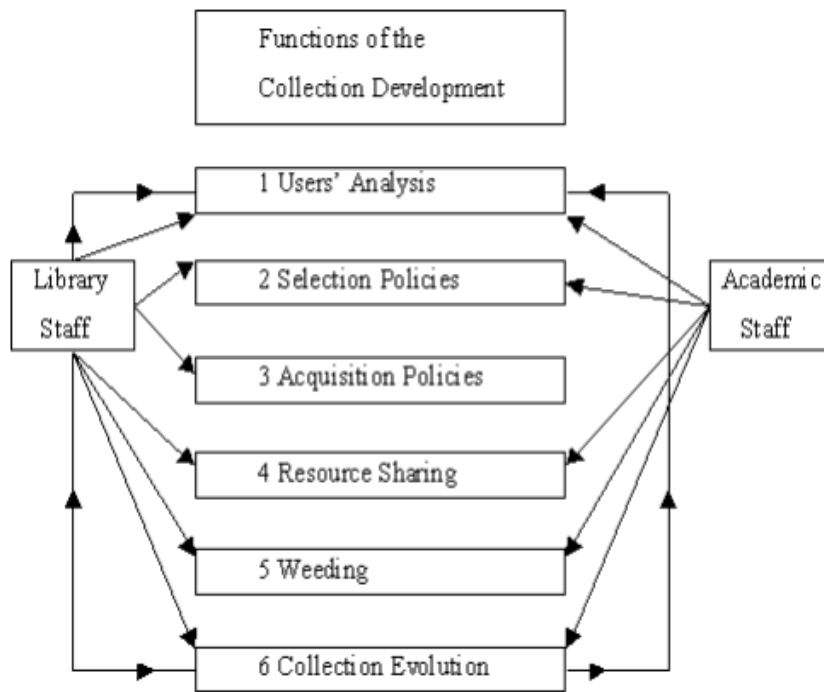 Functions of the
Collection Development
1 Users' Analysis
Library
Staff
2 Selection Policies
Academic
Staff
3 Acquisition Policies
4 Resource Sharing
5 Weeding
6 Collection Evolution